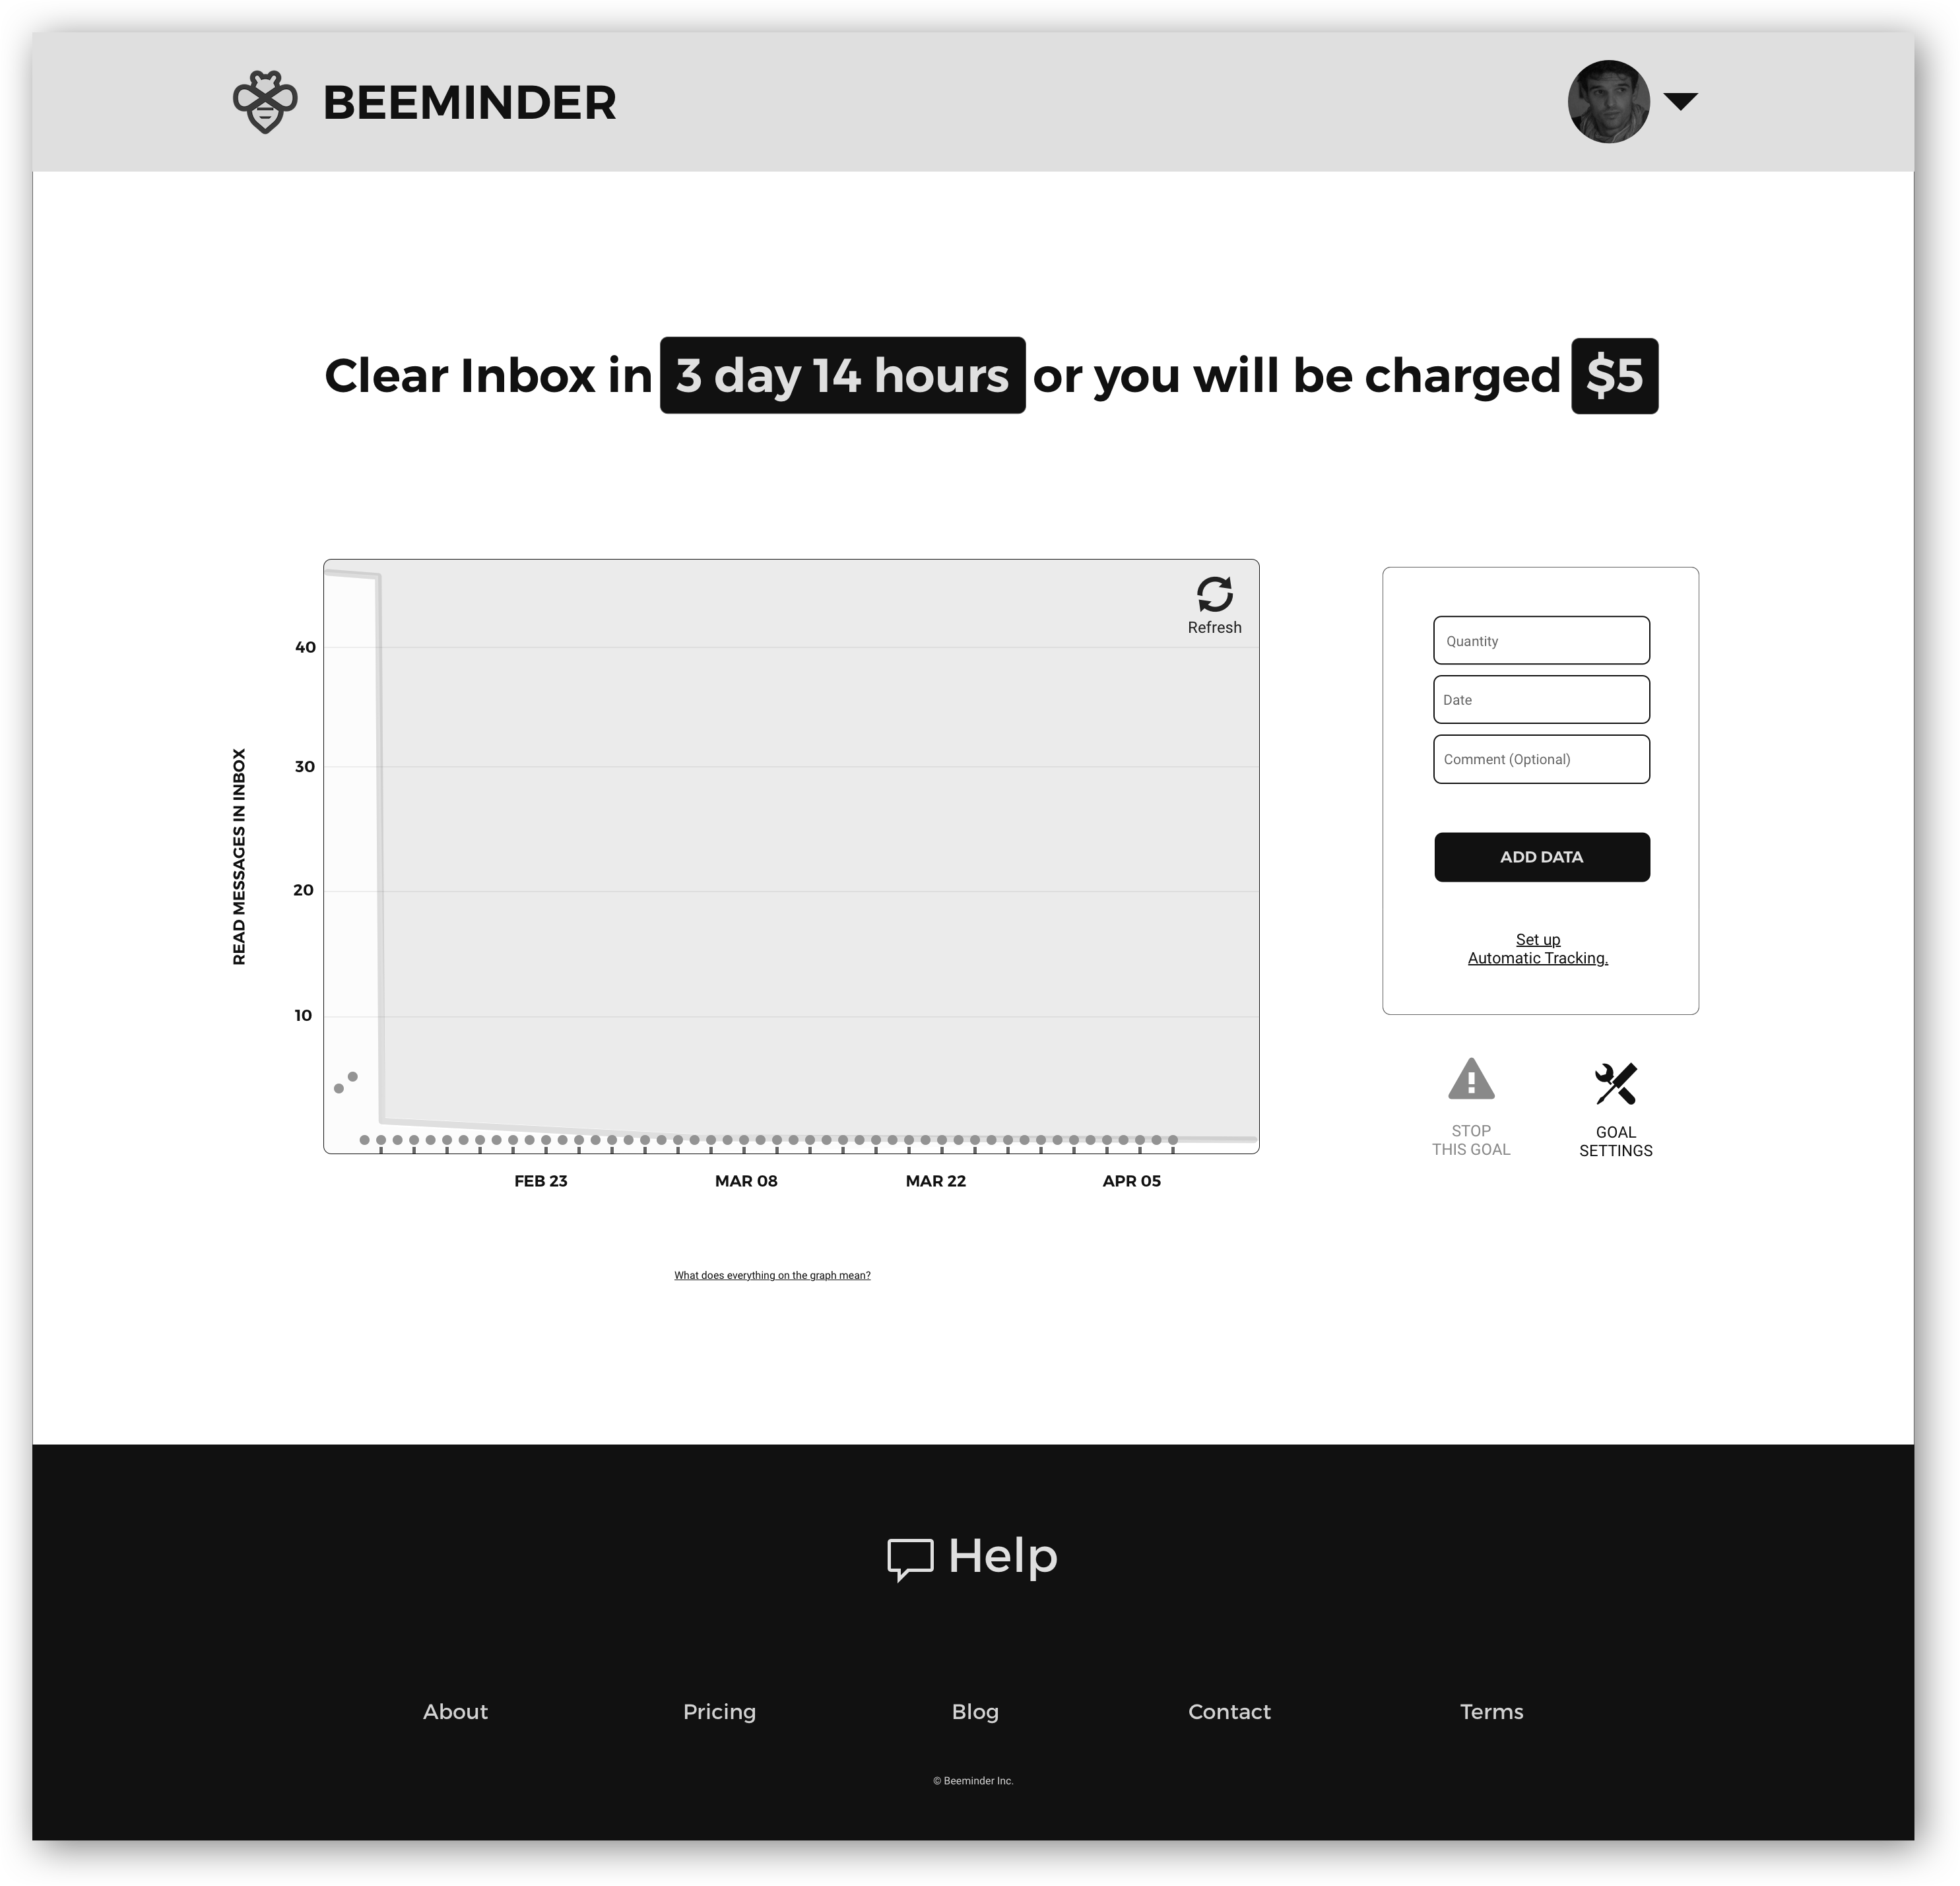 BEEMINDER
Clear Inbox in 3 day 14 hours or you will be charged $5
Refresh
40
30
20
10
READ MESSAGES IN INBOX
FEB 23 MAR 08 MAR 22 APR 05
What does everything on the graph mean?
Quantity
Date
Comment (Optional)
ADD DATA
Set up
Automatic Tracking.
STOP
THIS GOAL
GOAL
SETTINGS
Help
About Pricing Blog Contact Terms
© Beeminder Inc.